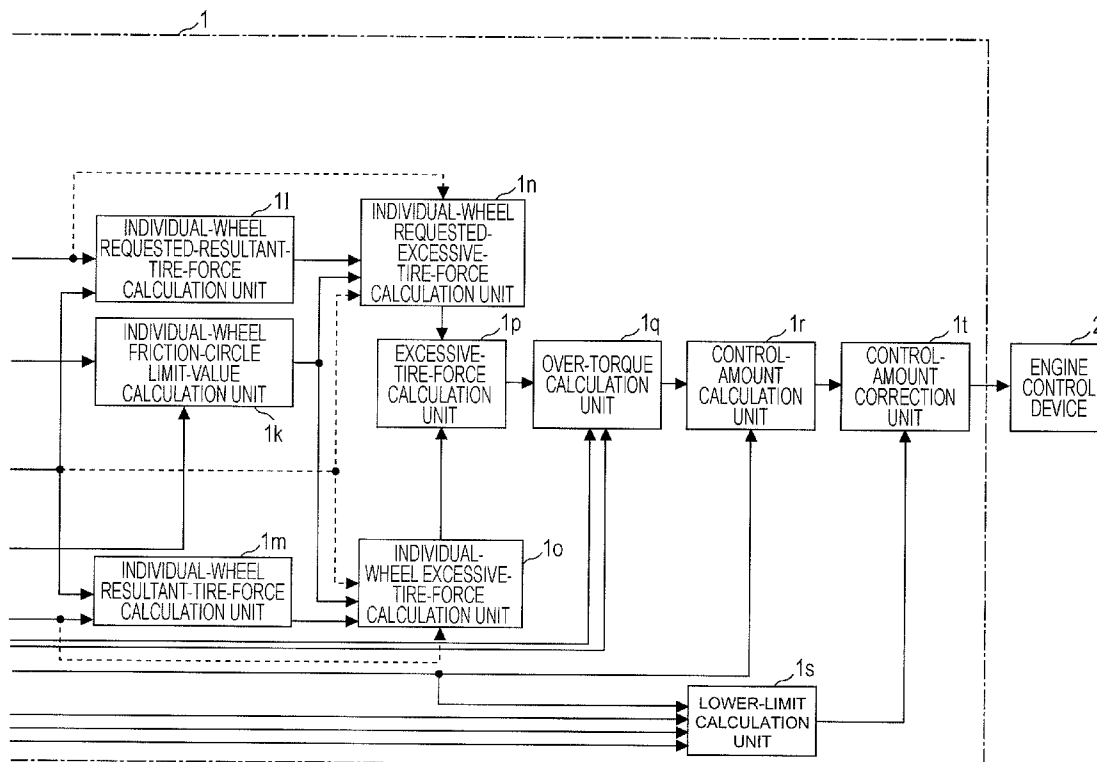 1
1l
INDIVIDUAL-WHEEL
REQUESTED-RESULTANT-
TIRE-FORCE
CALCULATION UNIT
1n
INDIVIDUAL-WHEEL
REQUESTED-
EXCESSIVE-
TIRE-FORCE
CALCULATION UNIT
INDIVIDUAL-WHEEL
FRICTION-CIRCLE
LIMIT-VALUE
CALCULATION UNIT
1k
1p
EXCESSIVE-
TIRE-FORCE
CALCULATION
UNIT
1q
OVER-TORQUE
CALCULATION
UNIT
1r
CONTROL-
AMOUNT
CALCULATION
UNIT
1t
CONTROL-
AMOUNT
CORRECTION
UNIT
2
ENGINE
CONTROL
DEVICE
1m
INDIVIDUAL-WHEEL
RESULTANT-TIRE-FORCE
CALCULATION UNIT
1o
INDIVIDUAL-
WHEEL EXCESSIVE-
TIRE-FORCE
CALCULATION UNIT
1s
LOWER-LIMIT
CALCULATION
UNIT